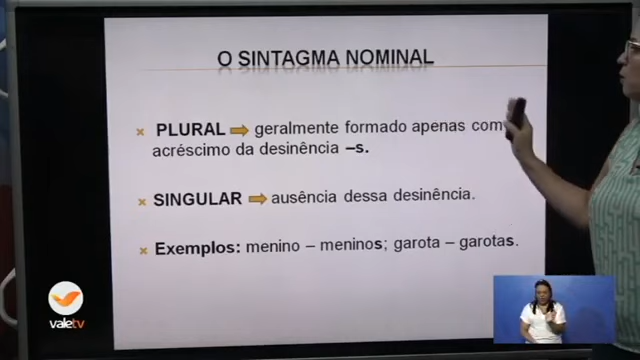 O SINTAGMA NOMINAL
PLURAL geralmente formado apenas com
acréscimo da desinência –s.
SINGULAR ausência dessa desinência.
Exemplos: menino – meninos; garota – garotas.
valetv